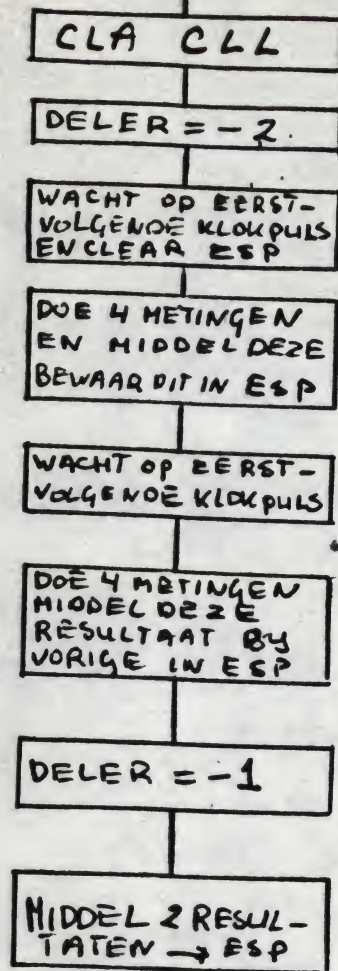 CLA CLL
DELER = -2.
WACHT OP EERST-
VOLGENDE KLOKPULS
EN CLEAR ESP
DOE 4 METINGEN
EN MIDDEL DEZE
BEWAAR DIT IN ESP
WACHT OP EERST-
VOLGENDE KLOKPULS
DOE 4 METINGEN
MIDDEL DEZE
RESULTAAT BY
VORIGE IN ESP
DELER = -1
MIDDEL 2 RESUL-
TATEN → ESP